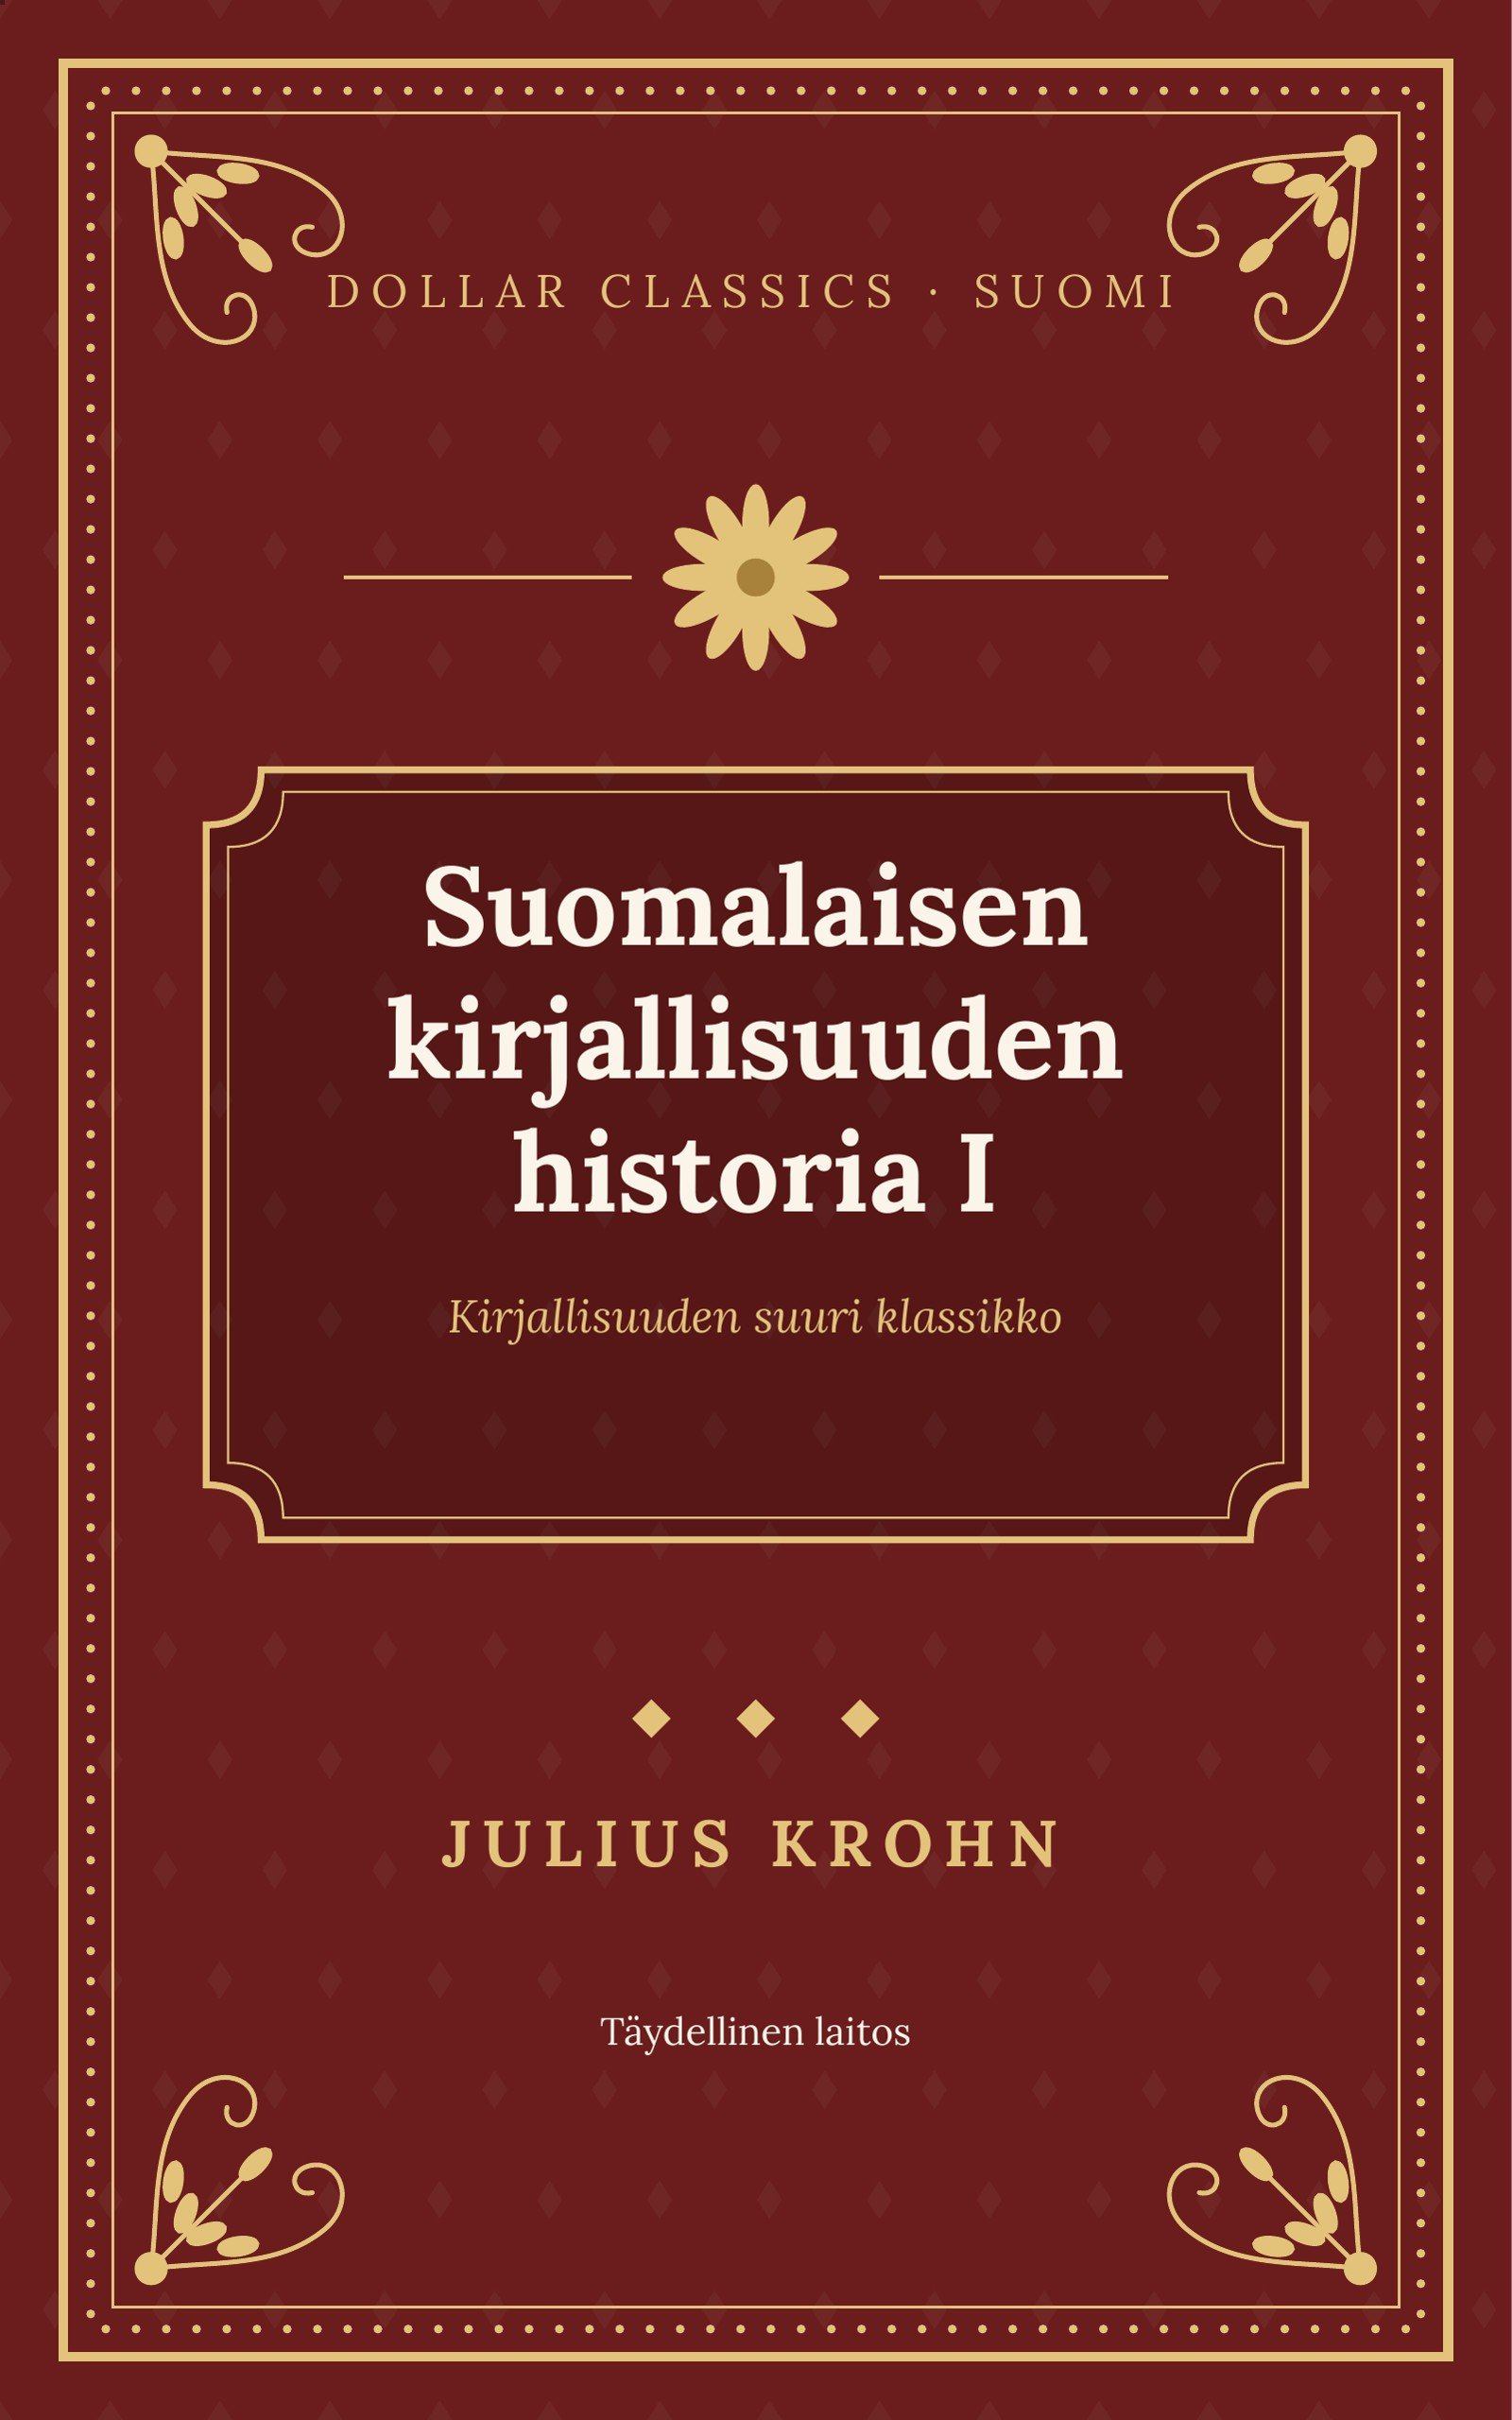 DOLLAR CLASSICS · SUOMI
Suomalaisen
kirjallisuuden
historia I
Kirjallisuuden suuri klassikko
JULIUS KROHN
Täydellinen laitos